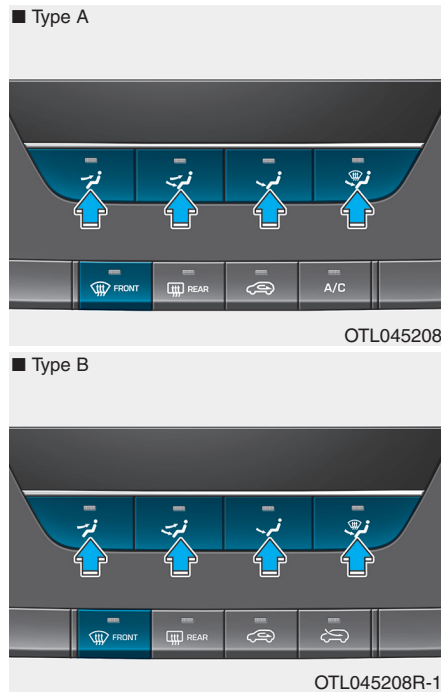 ■ Type A
FRONT REAR A/C
OTL045208
■ Type B
FRONT REAR
OTL045208R-1